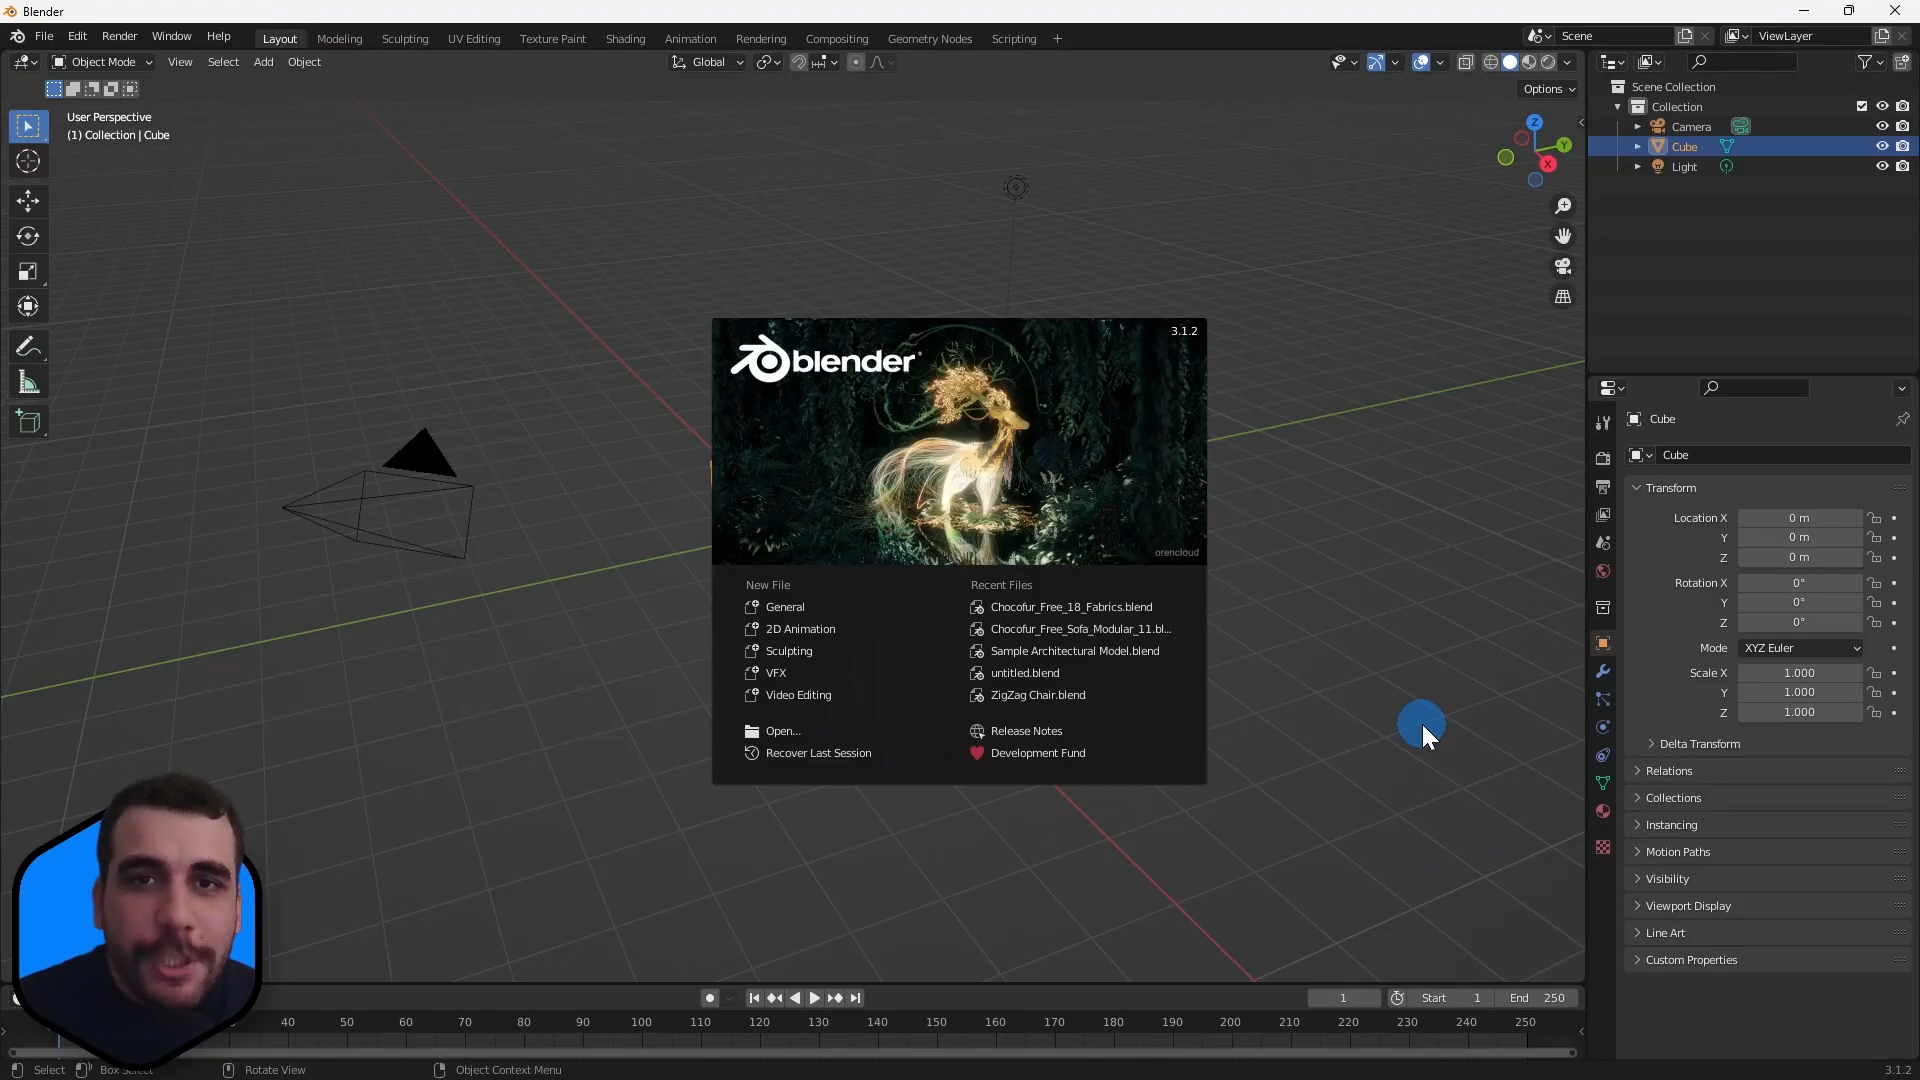 Blender
File Edit Render Window Help Layout Modeling Sculpting UV Editing Texture Paint Shading Animation Rendering Compositing Geometry Nodes Scripting + Scene ViewLayer
Object Mode View Select Add Object Global
Options
User Perspective
(1) Collection | Cube
Z
Y
X
Scene Collection
Collection
Camera
Cube
Light
3.1.2
blender
orencloud
New File
General
2D Animation
Sculpting
VFX
Video Editing
Open...
Recover Last Session
Recent Files
Chocofur_Free_18_Fabrics.blend
Chocofur_Free_Sofa_Modular_11.bl...
Sample Architectural Model.blend
untitled.blend
ZigZag Chair.blend
Release Notes
Development Fund
Cube
Cube
Transform
Location X 0 m
Y 0 m
Z 0 m
Rotation X 0°
Y 0°
Z 0°
Mode XYZ Euler
Scale X 1.000
Y 1.000
Z 1.000
Delta Transform
Relations
Collections
Instancing
Motion Paths
Visibility
Viewport Display
Line Art
Custom Properties
1 Start 1 End 250
40 50 60 70 80 90 100 110 120 130 140 150 160 170 180 190 200 210 220 230 240 250
Select Box Select Rotate View Object Context Menu 3.1.2